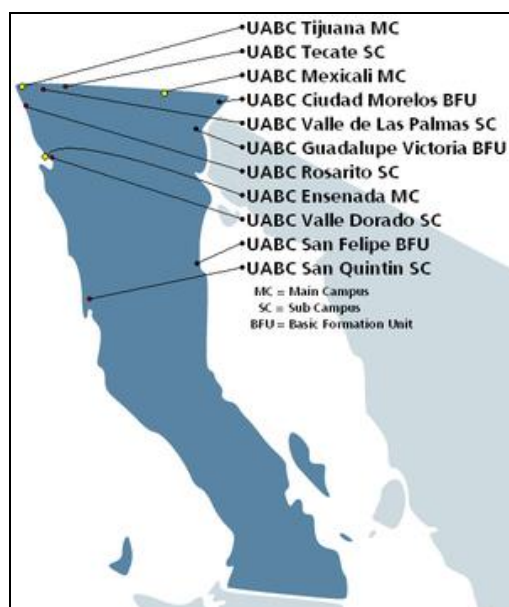 UABC Tijuana MC
UABC Tecate SC
UABC Mexicali MC
UABC Ciudad Morelos BFU
UABC Valle de Las Palmas SC
UABC Guadalupe Victoria BFU
UABC Rosarito SC
UABC Ensenada MC
UABC Valle Dorado SC
UABC San Felipe BFU
UABC San Quintin SC
MC = Main Campus
SC = Sub Campus
BFU = Basic Formation Unit